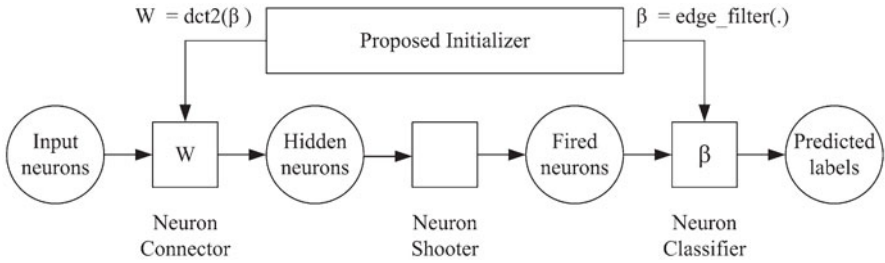 W = dct2(β )
β = edge_filter(.)
Proposed Initializer
Input
neurons
W
Hidden
neurons
Fired
neurons
β
Predicted
labels
Neuron
Connector
Neuron
Shooter
Neuron
Classifier